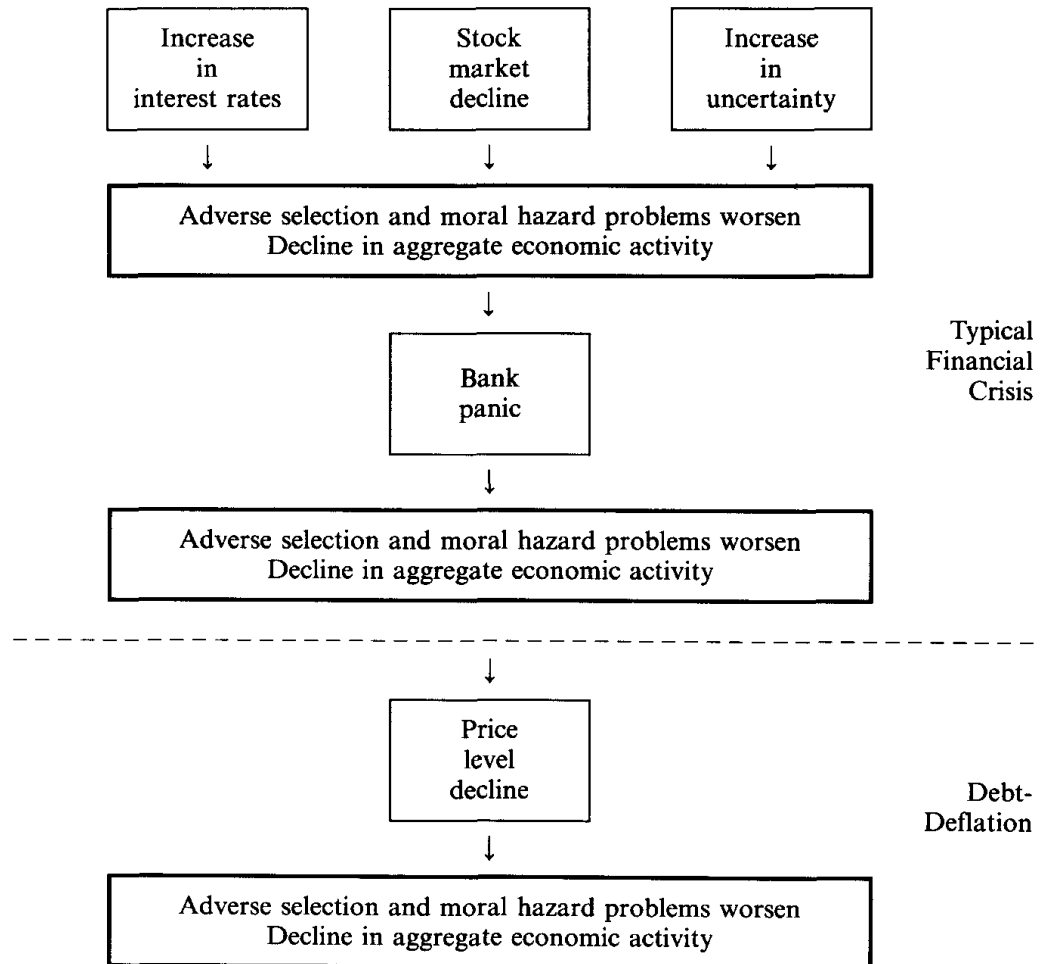 Increase
in
interest rates
Stock
market
decline
Increase
in
uncertainty
Adverse selection and moral hazard problems worsen
Decline in aggregate economic activity
Typical
Financial
Crisis
Bank
panic
Adverse selection and moral hazard problems worsen
Decline in aggregate economic activity
Price
level
decline
Debt-
Deflation
Adverse selection and moral hazard problems worsen
Decline in aggregate economic activity